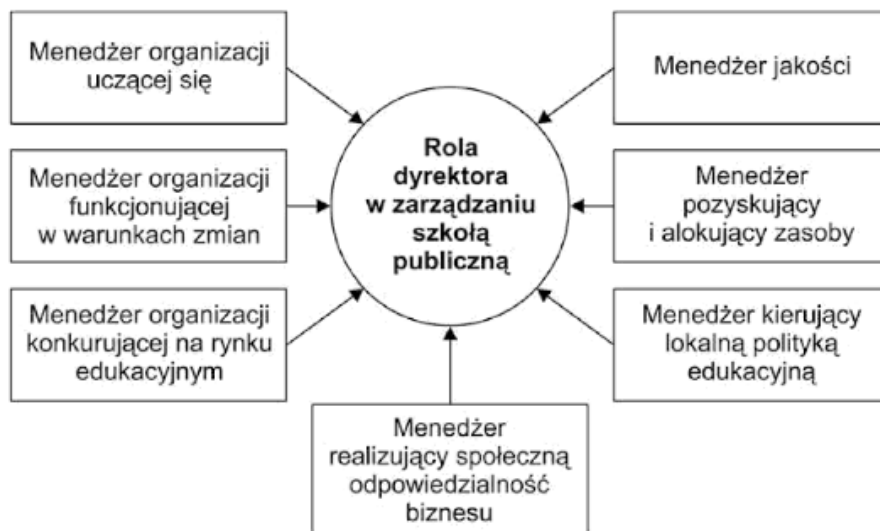 Menedżer organizacji
uczącej się
Menedżer jakości
Rola
dyrektora
w zarządzaniu
szkołą
publiczną
Menedżer organizacji
funkcjonującej
w warunkach zmian
Menedżer
pozyskujący
i alokujący zasoby
Menedżer organizacji
konkurującej na rynku
edukacyjnym
Menedżer kierujący
lokalną polityką
edukacyjną
Menedżer
realizujący społeczną
odpowiedzialność
biznesu